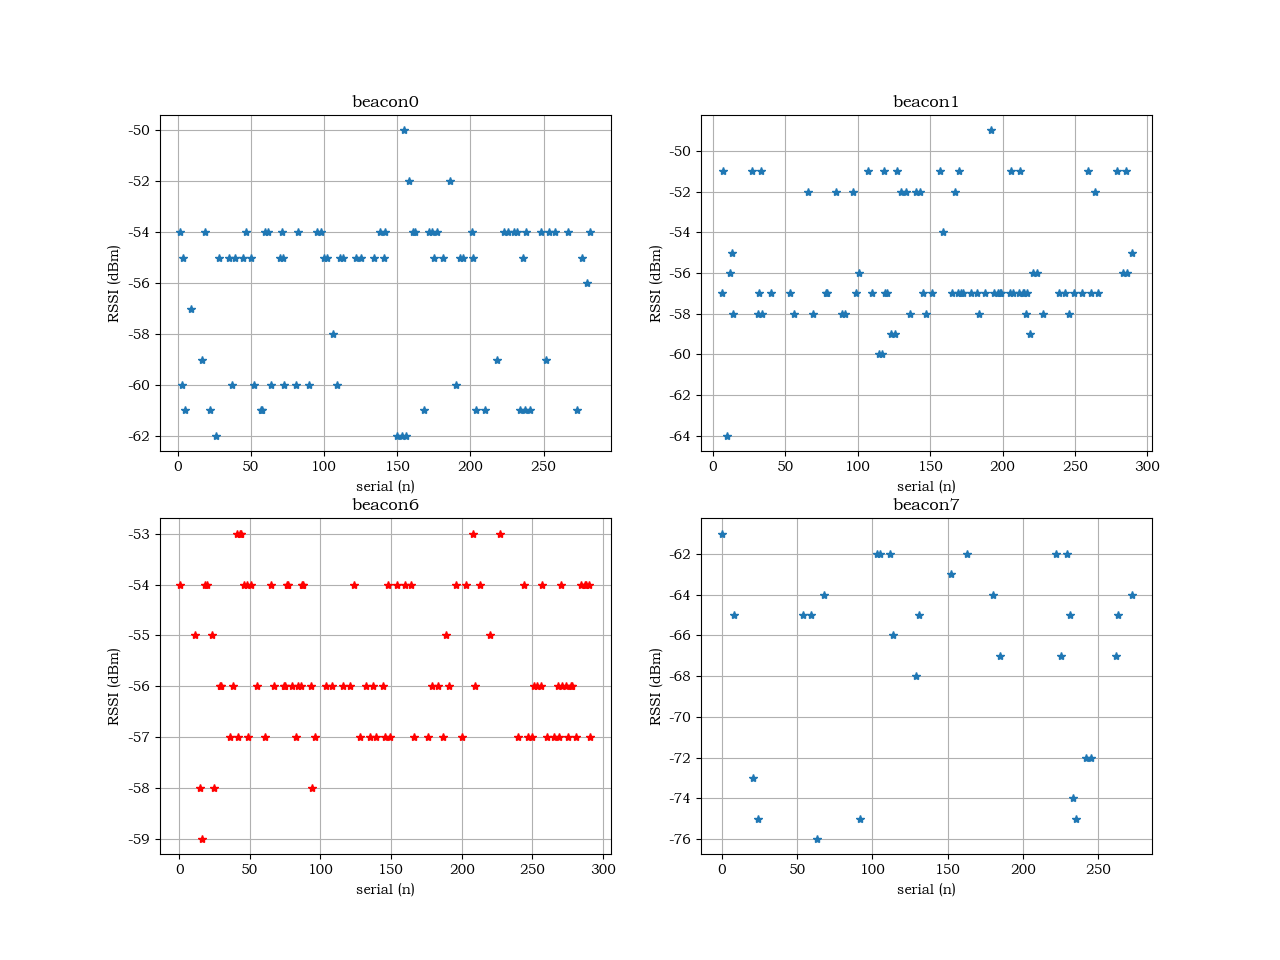 beacon0
-50
-52
-54
-56
-58
-60
-62
RSSI (dBm)
0 50 100 150 200 250
serial (n)
beacon1
-50
-52
-54
-56
-58
-60
-62
-64
RSSI (dBm)
0 50 100 150 200 250 300
serial (n)
beacon6
-53
-54
-55
-56
-57
-58
-59
RSSI (dBm)
0 50 100 150 200 250 300
serial (n)
beacon7
-62
-64
-66
-68
-70
-72
-74
-76
RSSI (dBm)
0 50 100 150 200 250
serial (n)